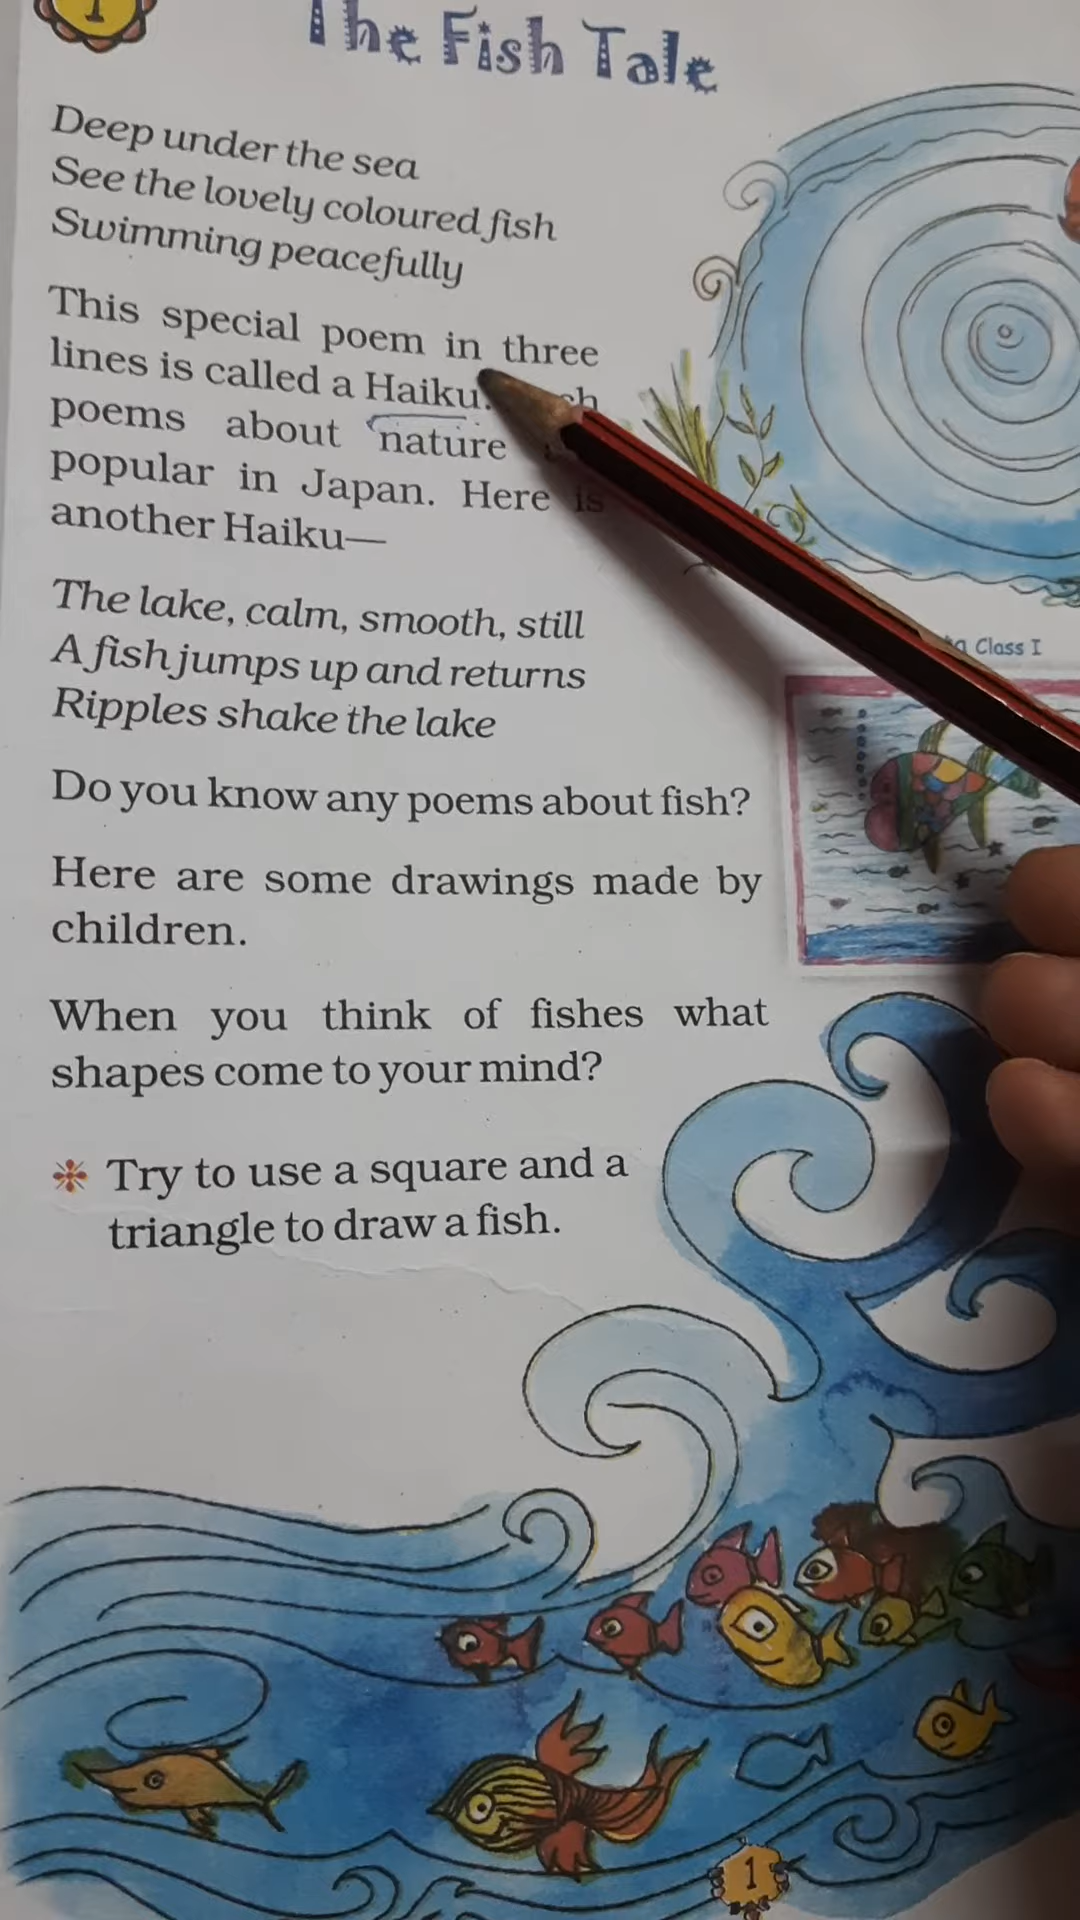 1
The Fish Tale
Deep under the sea
See the lovely coloured fish
Swimming peacefully
This special poem in three
lines is called a Haiku.
poems about nature
popular in Japan. Here is
another Haiku—
The lake, calm, smooth, still
A fish jumps up and returns
Ripples shake the lake
Class I
Do you know any poems about fish?
Here are some drawings made by
children.
When you think of fishes what
shapes come to your mind?
Try to use a square and a
triangle to draw a fish.
1